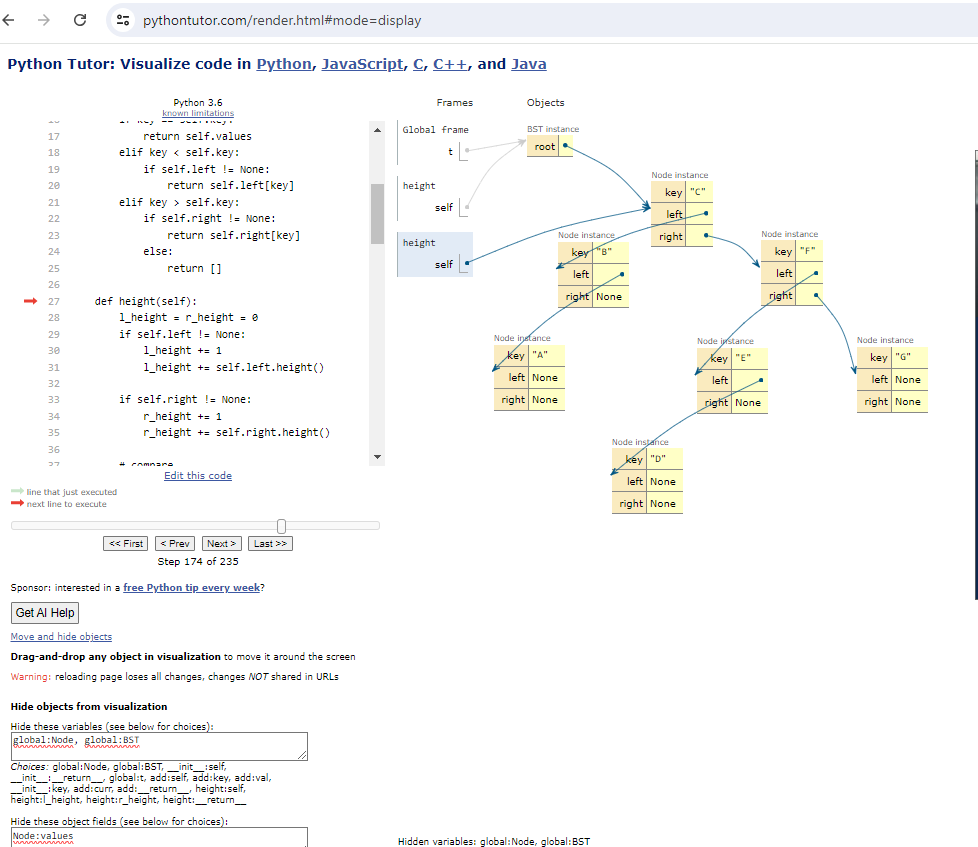 pythontutor.com/render.html#mode=display
Python Tutor: Visualize code in Python, JavaScript, C, C++, and Java
Python 3.6
known limitations
17 return self.values
18 elif key < self.key:
19 if self.left != None:
20 return self.left[key]
21 elif key > self.key:
22 if self.right != None:
23 return self.right[key]
24 else:
25 return []
26
27 def height(self):
28 l_height = r_height = 0
29 if self.left != None:
30 l_height += 1
31 l_height += self.left.height()
32
33 if self.right != None:
34 r_height += 1
35 r_height += self.right.height()
36
37 # compare
Edit this code
line that just executed
next line to execute
<< First < Prev Next > Last >>
Step 174 of 235
Sponsor: interested in a free Python tip every week?
Get AI Help
Move and hide objects
Drag-and-drop any object in visualization to move it around the screen
Warning: reloading page loses all changes, changes NOT shared in URLs
Hide objects from visualization
Hide these variables (see below for choices):
global:Node, global:BST
Choices: global:Node, global:BST, __init__:self,
__init__:__return__, global:t, add:self, add:key, add:val,
__init__:key, add:curr, add:__return__, height:self,
height:l_height, height:r_height, height:__return__
Hide these object fields (see below for choices):
Node:values
Frames Objects
Global frame
t
height
self
height
self
BST instance
root
Node instance
key "C"
left
right
Node instance
key "B"
left
right None
Node instance
key "F"
left
right
Node instance
key "A"
left None
right None
Node instance
key "E"
left
right None
Node instance
key "G"
left None
right None
Node instance
key "D"
left None
right None
Hidden variables: global:Node, global:BST